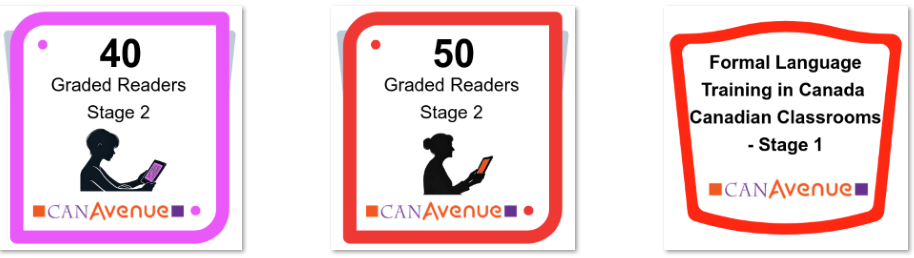 40
Graded Readers
Stage 2
CANAvenue
50
Graded Readers
Stage 2
CANAvenue
Formal Language
Training in Canada
Canadian Classrooms
- Stage 1
CANAvenue